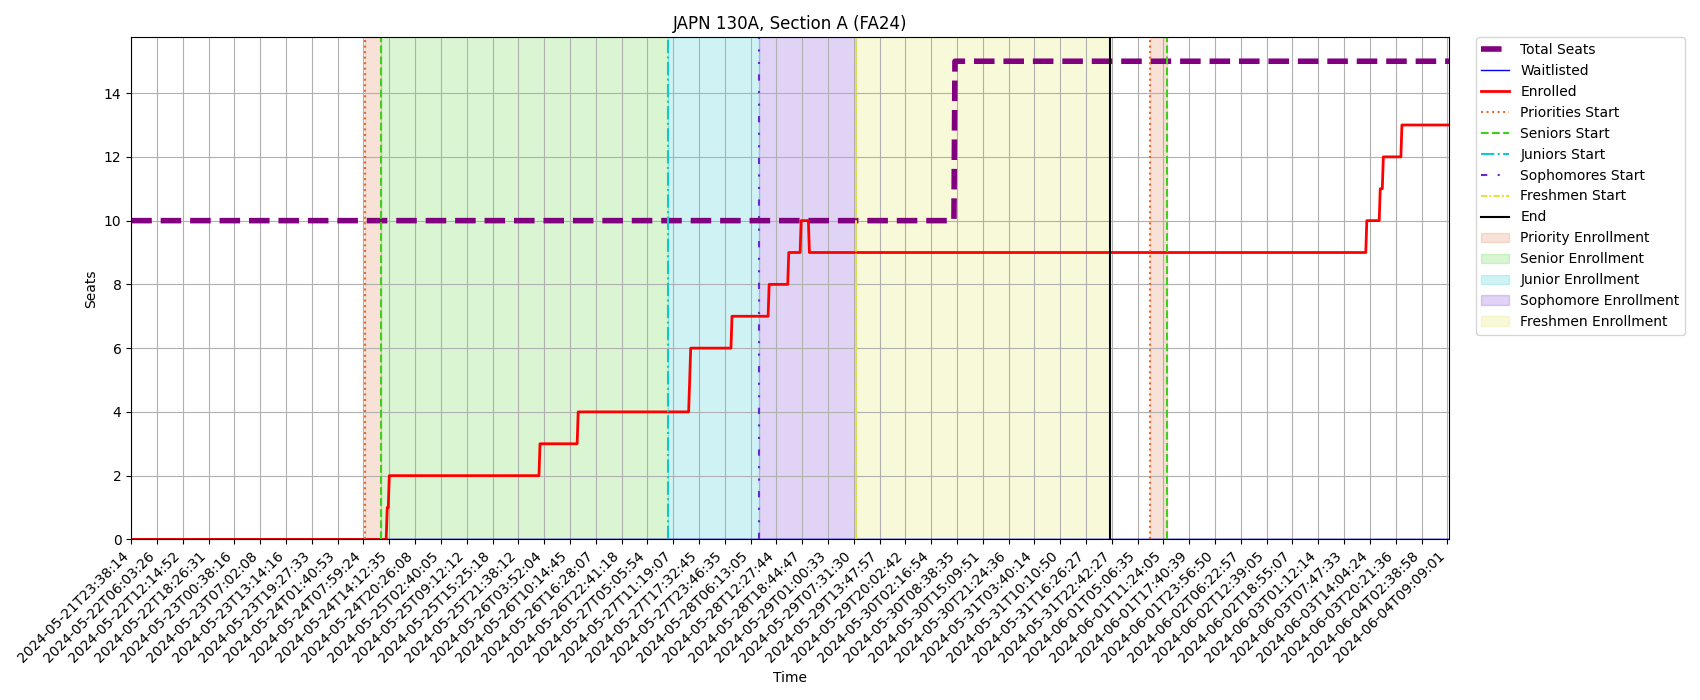 JAPN 130A, Section A (FA24)
Seats
14
12
10
8
6
4
2
0
2024-05-21T23:38:14
2024-05-22T06:03:26
2024-05-22T12:14:52
2024-05-22T18:26:31
2024-05-23T00:38:16
2024-05-23T07:02:08
2024-05-23T13:14:16
2024-05-23T19:27:33
2024-05-24T01:40:53
2024-05-24T07:59:24
2024-05-24T14:12:35
2024-05-24T20:26:08
2024-05-25T02:40:05
2024-05-25T09:12:12
2024-05-25T15:25:18
2024-05-25T21:38:12
2024-05-26T03:52:04
2024-05-26T10:14:45
2024-05-26T16:28:07
2024-05-26T22:41:18
2024-05-27T05:05:54
2024-05-27T11:19:07
2024-05-27T17:32:45
2024-05-27T23:46:35
2024-05-28T06:13:05
2024-05-28T12:27:44
2024-05-28T18:44:47
2024-05-29T01:00:33
2024-05-29T07:31:30
2024-05-29T13:47:57
2024-05-29T20:02:42
2024-05-30T02:16:54
2024-05-30T08:38:35
2024-05-30T15:09:51
2024-05-30T21:24:36
2024-05-31T03:40:14
2024-05-31T10:10:50
2024-05-31T16:26:27
2024-05-31T22:42:27
2024-06-01T05:06:35
2024-06-01T11:24:05
2024-06-01T17:40:39
2024-06-01T23:56:50
2024-06-02T06:22:57
2024-06-02T12:39:05
2024-06-02T18:55:07
2024-06-03T01:12:14
2024-06-03T07:47:33
2024-06-03T14:04:24
2024-06-03T20:21:36
2024-06-04T02:38:58
2024-06-04T09:09:01
Time
Total Seats
Waitlisted
Enrolled
Priorities Start
Seniors Start
Juniors Start
Sophomores Start
Freshmen Start
End
Priority Enrollment
Senior Enrollment
Junior Enrollment
Sophomore Enrollment
Freshmen Enrollment